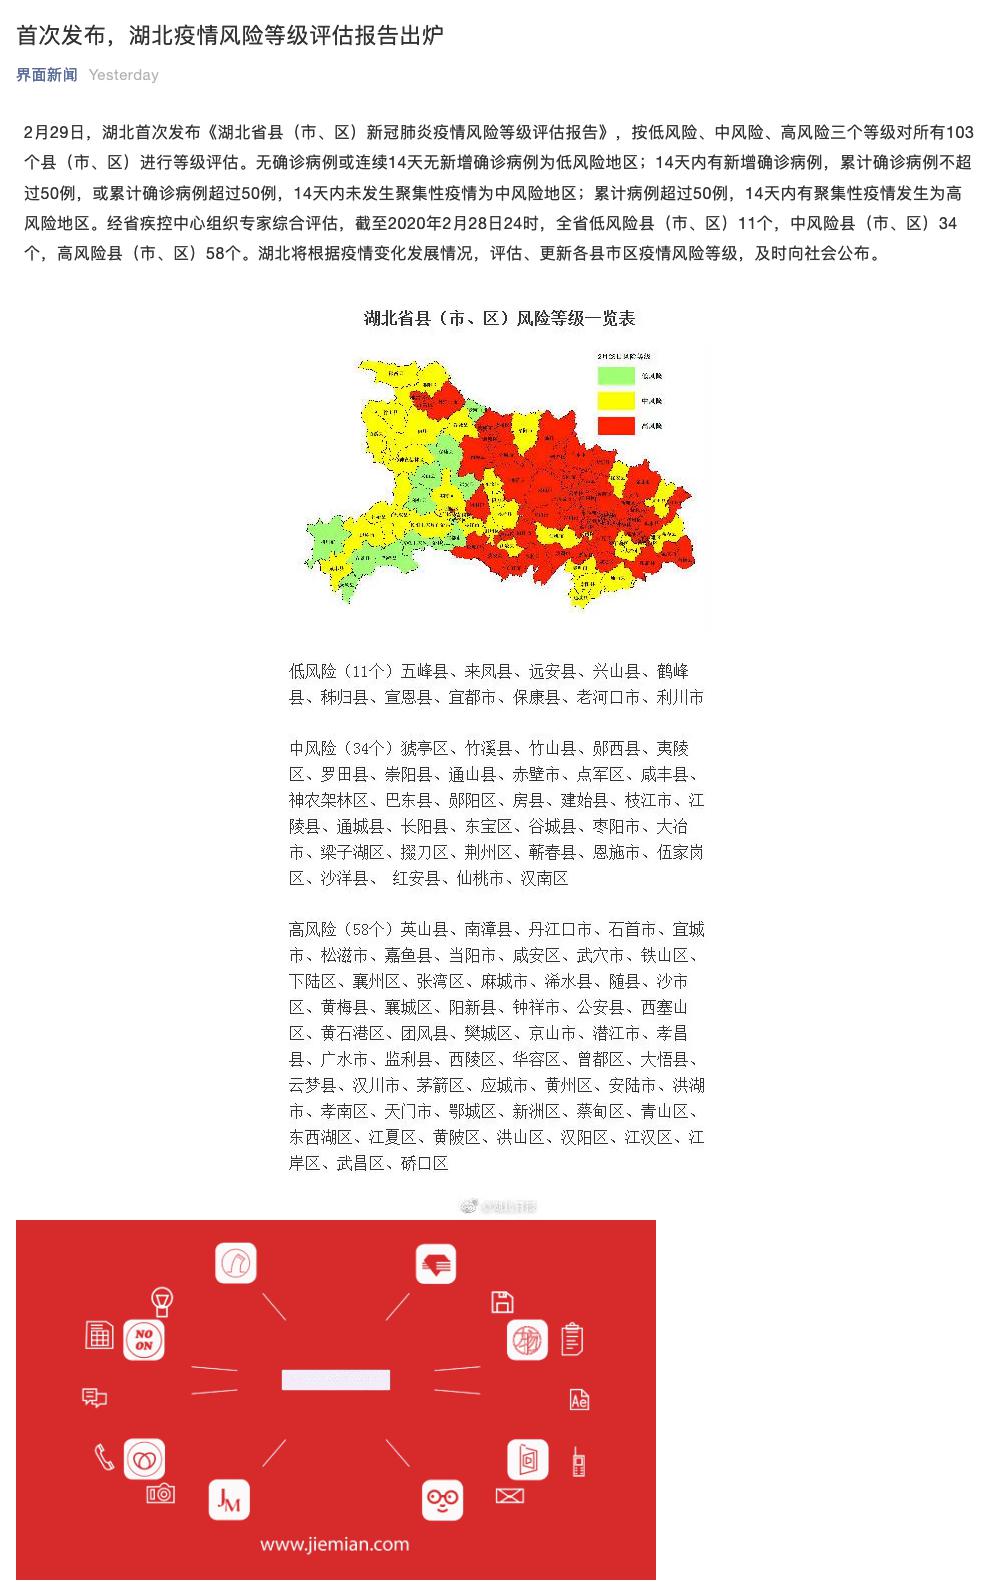 首次发布，湖北疫情风险等级评估报告出炉
界面新闻 Yesterday
2月29日，湖北首次发布《湖北省县（市、区）新冠肺炎疫情风险等级评估报告》，按低风险、中风险、高风险三个等级对所有103
个县（市、区）进行等级评估。无确诊病例或连续14天无新增确诊病例为低风险地区；14天内有新增确诊病例，累计确诊病例不超
过50例，或累计确诊病例超过50例，14天内未发生聚集性疫情为中风险地区；累计病例超过50例，14天内有聚集性疫情发生为高
风险地区。经省疾控中心组织专家综合评估，截至2020年2月28日24时，全省低风险县（市、区）11个，中风险县（市、区）34
个，高风险县（市、区）58个。湖北将根据疫情变化发展情况，评估、更新各县市区疫情风险等级，及时向社会公布。
湖北省县（市、区）风险等级一览表
2月28日风险等级
低风险
中风险
高风险
低风险（11个）五峰县、来凤县、远安县、兴山县、鹤峰
县、秭归县、宣恩县、宜都市、保康县、老河口市、利川市
中风险（34个）猇亭区、竹溪县、竹山县、郧西县、夷陵
区、罗田县、崇阳县、通山县、赤壁市、点军区、咸丰县、
神农架林区、巴东县、郧阳区、房县、建始县、枝江市、江
陵县、通城县、长阳县、东宝区、谷城县、枣阳市、大冶
市、梁子湖区、掇刀区、荆州区、蕲春县、恩施市、伍家岗
区、沙洋县、 红安县、仙桃市、汉南区
高风险（58个）英山县、南漳县、丹江口市、石首市、宜城
市、松滋市、嘉鱼县、当阳市、咸安区、武穴市、铁山区、
下陆区、襄州区、张湾区、麻城市、浠水县、随县、沙市
区、黄梅县、襄城区、阳新县、钟祥市、公安县、西塞山
区、黄石港区、团风县、樊城区、京山市、潜江市、孝昌
县、广水市、监利县、西陵区、华容区、曾都区、大悟县、
云梦县、汉川市、茅箭区、应城市、黄州区、安陆市、洪湖
市、孝南区、天门市、鄂城区、新洲区、蔡甸区、青山区、
东西湖区、江夏区、黄陂区、洪山区、汉阳区、江汉区、江
岸区、武昌区、硚口区
@湖北日报
NO
ON
Ae
JM
www.jiemian.com